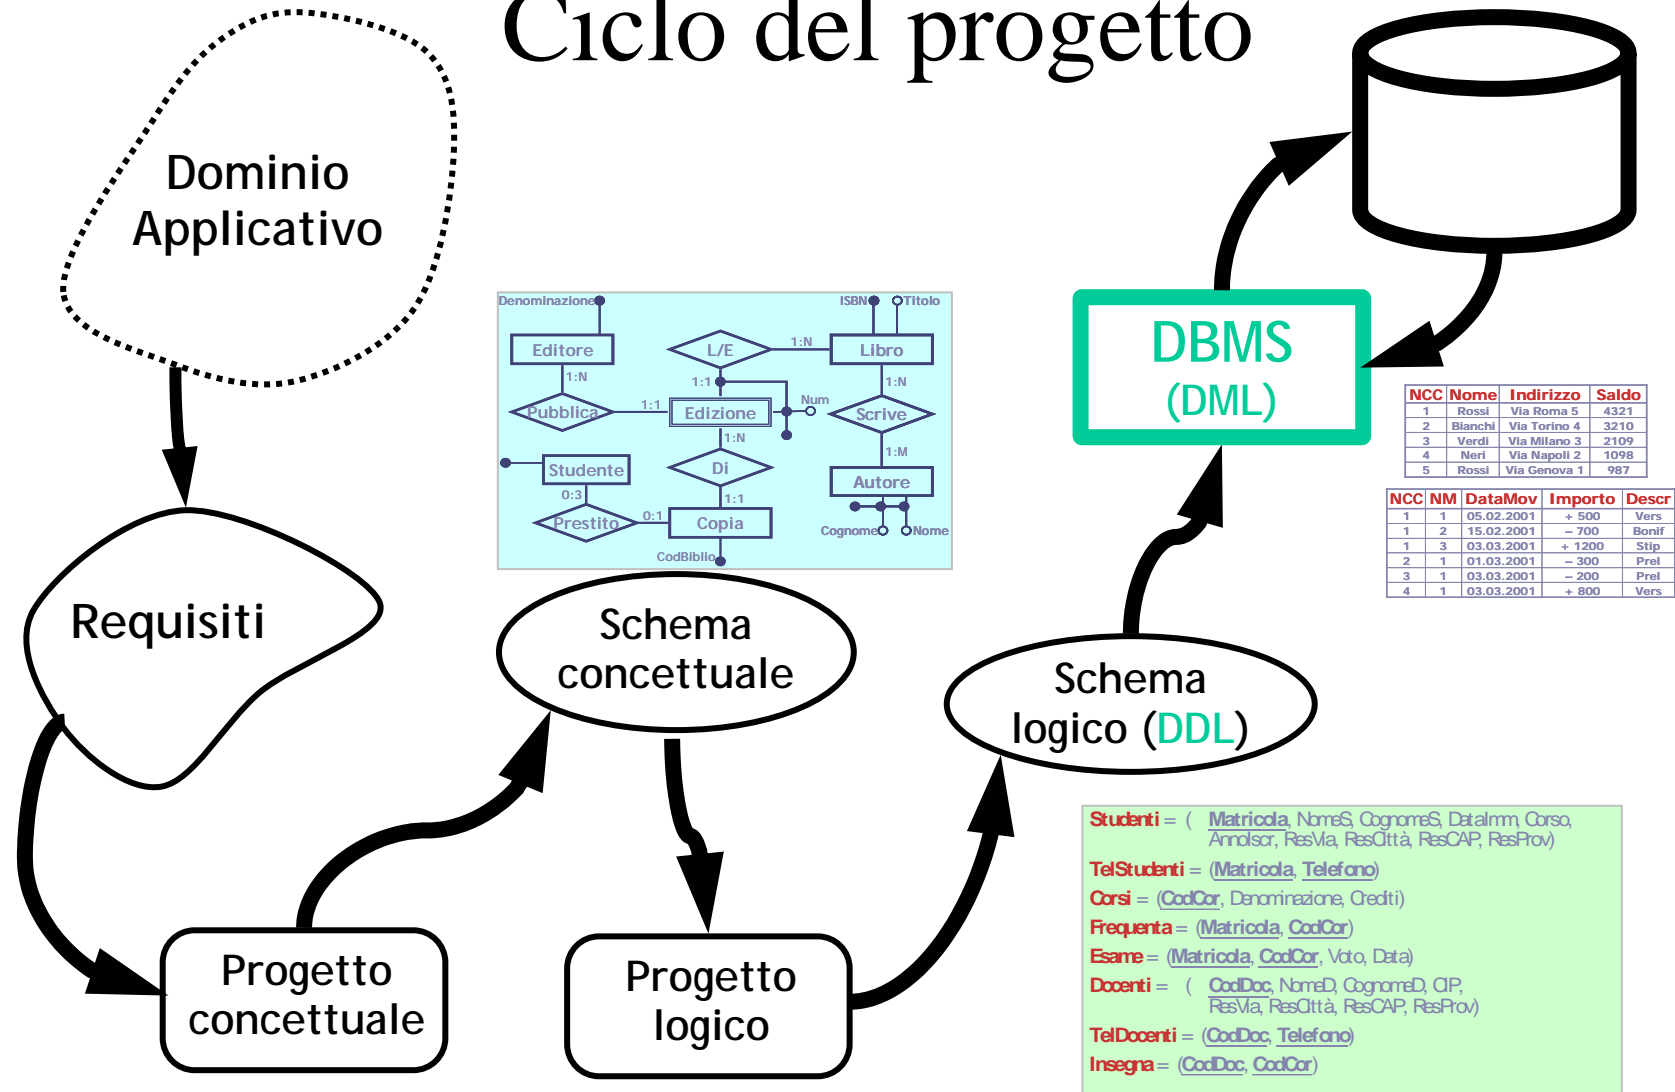 Ciclo del progetto
Dominio
Applicativo
Requisiti
Progetto
concettuale
Denominazione
ISBN
TItolo
Editore
L/E
1:N
Libro
1:N
1:1
1:N
Pubblica
1:1
Edizione
Num
Scrive
1:N
1:M
Studente
Di
Autore
0:3
1:1
Prestito
0:1
Copia
Cognome
Nome
CodBiblio
Schema
concettuale
Progetto
logico
Schema
logico (DDL)
DBMS
(DML)
NCC Nome Indirizzo Saldo
1 Rossi Via Roma 5 4321
2 Bianchi Via Torino 4 3210
3 Verdi Via Milano 3 2109
4 Neri Via Napoli 2 1098
5 Rossi Via Genova 1 987
NCC NM DataMov Importo Descr
1 1 05.02.2001 + 500 Vers
1 2 15.02.2001 – 700 Bonif
1 3 03.03.2001 + 1200 Stip
2 1 01.03.2001 – 300 Prel
3 1 03.03.2001 – 200 Prel
4 1 03.03.2001 + 800 Vers
Studenti = ( Matricola, NomeS, CognomeS, DataImm, Corso,
AnnoIscr, ResVia, ResCittà, ResCAP, ResProv)
TelStudenti = (Matricola, Telefono)
Corsi = (CodCor, Denominazione, Crediti)
Frequenta = (Matricola, CodCor)
Esame = (Matricola, CodCor, Voto, Data)
Docenti = ( CodDoc, NomeD, CognomeD, CIP,
ResVia, ResCittà, ResCAP, ResProv)
TelDocenti = (CodDoc, Telefono)
Insegna = (CodDoc, CodCor)